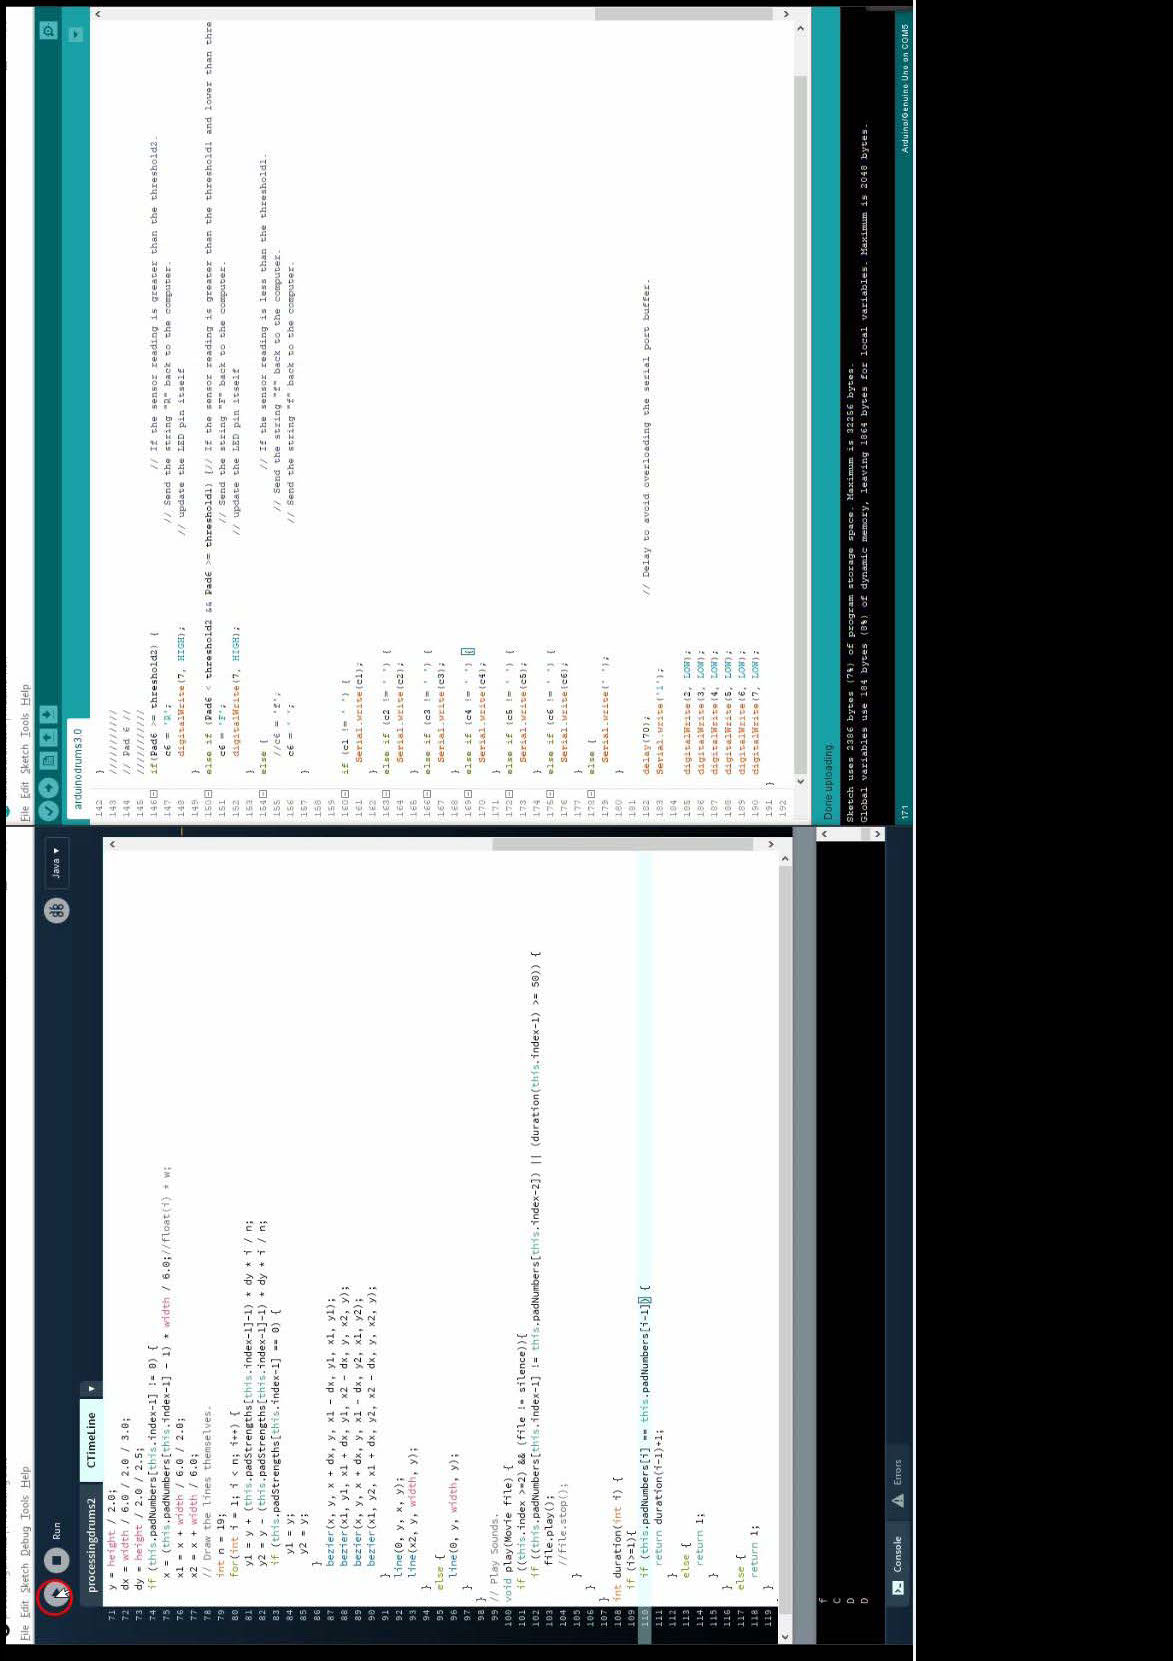 File Edit Sketch Debug Tools Help
Run
Java ▼
processingdrums2 CTimeLine ▼
71 y = height / 2.0;
72 dx = width / 6.0 / 2.0 / 3.0;
73 dy = height / 2.0 / 2.5;
74 if (this.padNumbers[this.index-1] != 0) {
75 x = (this.padNumbers[this.index-1] - 1) * width / 6.0;//float(i) * w;
76 x1 = x + width / 6.0 / 2.0;
77 x2 = x + width / 6.0;
78 // Draw the lines themselves.
79 int n = 19;
80 for(int i = 1; i < n; i++) {
81 y1 = y + (this.padStrengths[this.index-1]-1) * dy * i / n;
82 y2 = y - (this.padStrengths[this.index-1]-1) * dy * i / n;
83 if (this.padStrengths[this.index-1] == 0) {
84 y1 = y;
85 y2 = y;
86 }
87 bezier(x, y, x + dx, y, x1 - dx, y1, x1, y1);
88 bezier(x1, y1, x1 + dx, y1, x2 - dx, y, x2, y);
89 bezier(x, y, x + dx, y, x1 - dx, y2, x1, y2);
90 bezier(x1, y2, x1 + dx, y2, x2 - dx, y, x2, y);
91 }
92 line(0, y, x, y);
93 line(x2, y, width, y);
94 }
95 else {
96 line(0, y, width, y);
97 }
98 }
99 // Play Sounds.
100 void play(Movie file) {
101 if ((this.index >=2) && (file != silence)){
102 if ((this.padNumbers[this.index-1] != this.padNumbers[this.index-2]) || (duration(this.index-1) >= 50)) {
103 file.play();
104 //file.stop();
105 }
106 }
107 }
108 int duration(int i) {
109 if (i>=1){
110 if (this.padNumbers[i] == this.padNumbers[i-1]) {
111 return duration(i-1)+1;
112 }
113 else {
114 return 1;
115 }
116 }
117 else {
118 return 1;
119 }
f
C
D
D
Console Errors
File Edit Sketch Tools Help
arduinodrums3.0
142 }
143 ///////////
144 // Pad 6 //
145 ///////////
146 if(Pad6 >= threshold2) { // If the sensor reading is greater than the threshold2.
147 c6 = 'R'; // Send the string "R" back to the computer.
148 digitalWrite(7, HIGH); // update the LED pin itself
149 }
150 else if (Pad6 < threshold2 && Pad6 >= threshold1) {// If the sensor reading is greater than the threshold1 and lower than thre
151 c6 = 'F'; // Send the string "F" back to the computer.
152 digitalWrite(7, HIGH); // update the LED pin itself
153 }
154 else { // If the sensor reading is less than the threshold1.
155 //c6 = 'f'; // Send the string "f" back to the computer.
156 c6 = ' '; // Send the string "f" back to the computer.
157 }
158
159
160 if (c1 != ' ') {
161 Serial.write(c1);
162 }
163 else if (c2 != ' ') {
164 Serial.write(c2);
165 }
166 else if (c3 != ' ') {
167 Serial.write(c3);
168 }
169 else if (c4 != ' ') {
170 Serial.write(c4);
171 }
172 else if (c5 != ' ') {
173 Serial.write(c5);
174 }
175 else if (c6 != ' ') {
176 Serial.write(c6);
177 }
178 else {
179 Serial.write(' ');
180 }
181
182 delay(70); // Delay to avoid overloading the serial port buffer.
183 Serial.write('i');
184
185 digitalWrite(2, LOW);
186 digitalWrite(3, LOW);
187 digitalWrite(4, LOW);
188 digitalWrite(5, LOW);
189 digitalWrite(6, LOW);
190 digitalWrite(7, LOW);
191 }
192
Done uploading.
Sketch uses 2386 bytes (7%) of program storage space. Maximum is 32256 bytes.
Global variables use 184 bytes (8%) of dynamic memory, leaving 1864 bytes for local variables. Maximum is 2048 bytes.
171 Arduino/Genuino Uno on COM5